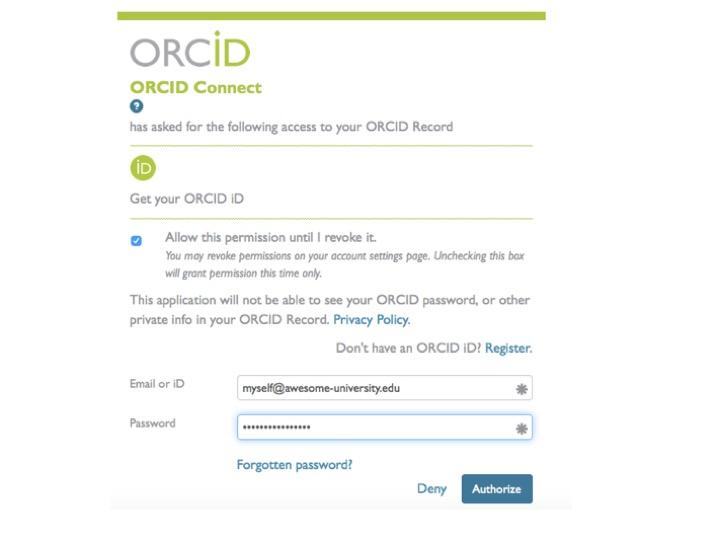 ORCiD
ORCID Connect
?
has asked for the following access to your ORCID Record
iD
Get your ORCID iD
Allow this permission until I revoke it.
You may revoke permissions on your account settings page. Unchecking this box
will grant permission this time only.
This application will not be able to see your ORCID password, or other
private info in your ORCID Record. Privacy Policy.
Don't have an ORCID iD? Register.
Email or iD
myself@awesome-university.edu
Password
••••••••••••••••
Forgotten password?
Deny
Authorize